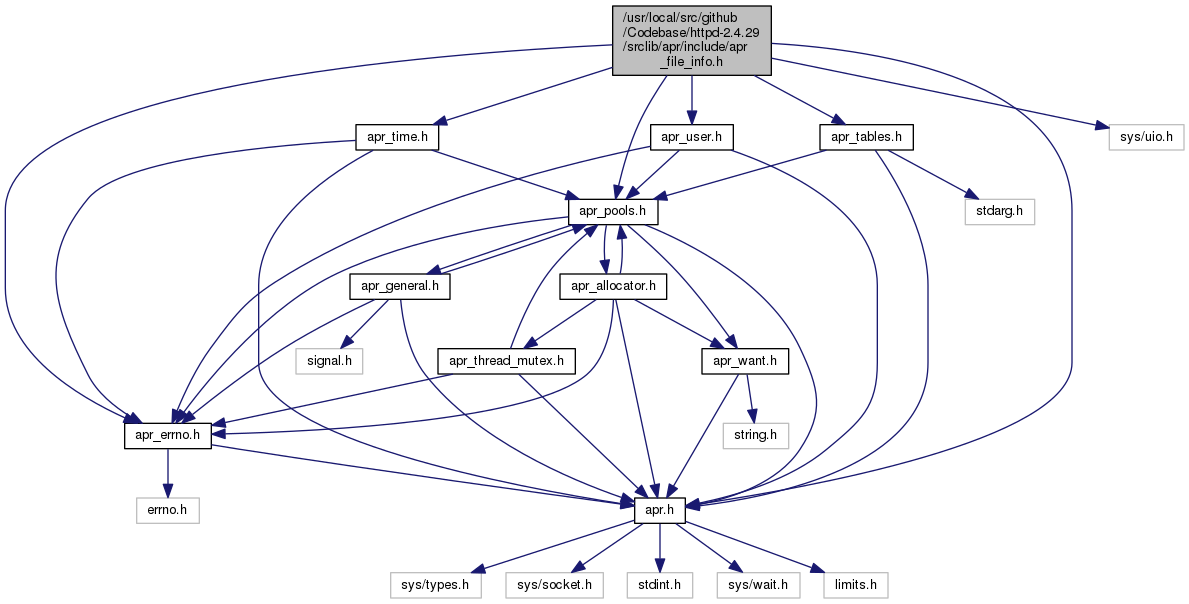 /usr/local/src/github
/Codebase/httpd-2.4.29
/srclib/apr/include/apr
_file_info.h
apr_time.h
apr_user.h
apr_tables.h
sys/uio.h
apr_pools.h
stdarg.h
apr_general.h
apr_allocator.h
signal.h
apr_thread_mutex.h
apr_want.h
apr_errno.h
string.h
errno.h
apr.h
sys/types.h
sys/socket.h
stdint.h
sys/wait.h
limits.h